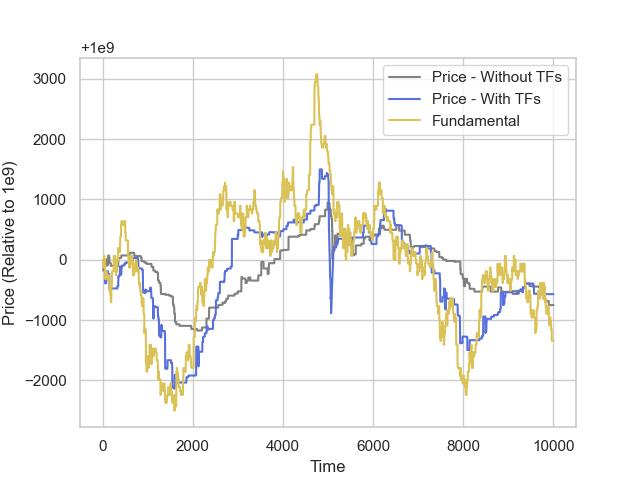 +1e9
Price - Without TFs
Price - With TFs
Fundamental
3000
2000
1000
0
−1000
−2000
Price (Relative to 1e9)
0
2000
4000
6000
8000
10000
Time